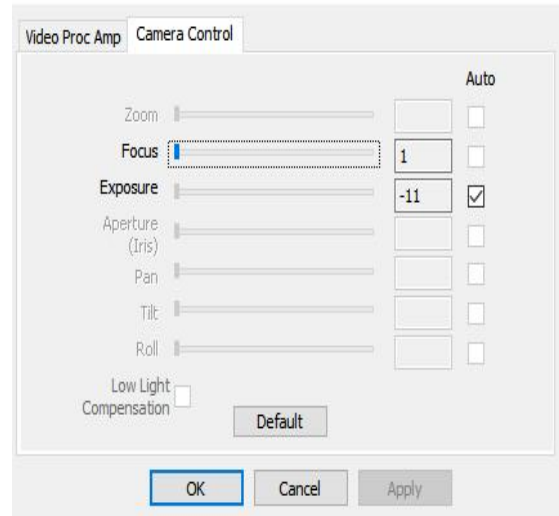 Video Proc Amp
Camera Control
Auto
Zoom
Focus
1
Exposure
-11
Aperture
(Iris)
Pan
Tilt
Roll
Low Light
Compensation
Default
OK
Cancel
Apply